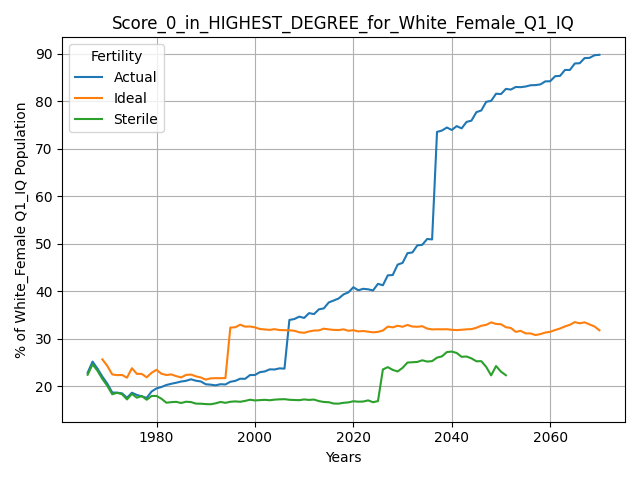 Score_0_in_HIGHEST_DEGREE_for_White_Female_Q1_IQ
Fertility
Actual
Ideal
Sterile
% of White_Female Q1_IQ Population
90
80
70
60
50
40
30
20
1980
2000
2020
2040
2060
Years